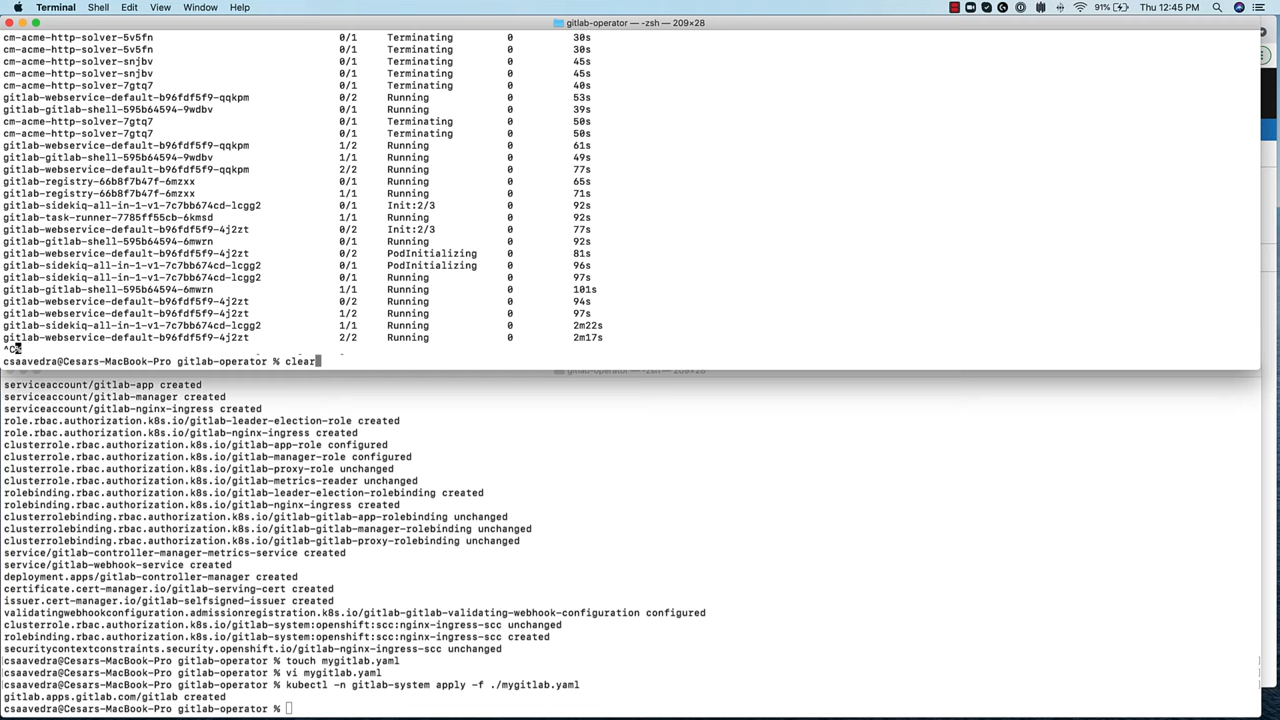 Terminal Shell Edit View Window Help 91% Thu 12:45 PM
gitlab-operator — -zsh — 209×28
cm-acme-http-solver-5v5fn 0/1 Terminating 0 30s
cm-acme-http-solver-5v5fn 0/1 Terminating 0 30s
cm-acme-http-solver-snjbv 0/1 Terminating 0 45s
cm-acme-http-solver-snjbv 0/1 Terminating 0 45s
cm-acme-http-solver-7gtq7 0/1 Terminating 0 40s
gitlab-webservice-default-b96fdf5f9-qqkpm 0/2 Running 0 53s
gitlab-gitlab-shell-595b64594-9wdbv 0/1 Running 0 39s
cm-acme-http-solver-7gtq7 0/1 Terminating 0 50s
cm-acme-http-solver-7gtq7 0/1 Terminating 0 50s
gitlab-webservice-default-b96fdf5f9-qqkpm 1/2 Running 0 61s
gitlab-gitlab-shell-595b64594-9wdbv 1/1 Running 0 49s
gitlab-webservice-default-b96fdf5f9-qqkpm 2/2 Running 0 77s
gitlab-registry-66b8f7b47f-6mzxx 0/1 Running 0 65s
gitlab-registry-66b8f7b47f-6mzxx 1/1 Running 0 71s
gitlab-sidekiq-all-in-1-v1-7c7bb674cd-lcgg2 0/1 Init:2/3 0 92s
gitlab-task-runner-7785ff55cb-6kmsd 1/1 Running 0 92s
gitlab-webservice-default-b96fdf5f9-4j2zt 0/2 Init:2/3 0 77s
gitlab-gitlab-shell-595b64594-6mwrn 0/1 Running 0 92s
gitlab-webservice-default-b96fdf5f9-4j2zt 0/2 PodInitializing 0 81s
gitlab-sidekiq-all-in-1-v1-7c7bb674cd-lcgg2 0/1 PodInitializing 0 96s
gitlab-sidekiq-all-in-1-v1-7c7bb674cd-lcgg2 0/1 Running 0 97s
gitlab-gitlab-shell-595b64594-6mwrn 1/1 Running 0 101s
gitlab-webservice-default-b96fdf5f9-4j2zt 0/2 Running 0 94s
gitlab-webservice-default-b96fdf5f9-4j2zt 1/2 Running 0 97s
gitlab-sidekiq-all-in-1-v1-7c7bb674cd-lcgg2 1/1 Running 0 2m22s
gitlab-webservice-default-b96fdf5f9-4j2zt 2/2 Running 0 2m17s
^C%
csaavedra@Cesars-MacBook-Pro gitlab-operator % clear
gitlab-operator — -zsh — 209×28
serviceaccount/gitlab-app created
serviceaccount/gitlab-manager created
serviceaccount/gitlab-nginx-ingress created
role.rbac.authorization.k8s.io/gitlab-leader-election-role created
role.rbac.authorization.k8s.io/gitlab-nginx-ingress created
clusterrole.rbac.authorization.k8s.io/gitlab-app-role configured
clusterrole.rbac.authorization.k8s.io/gitlab-manager-role configured
clusterrole.rbac.authorization.k8s.io/gitlab-proxy-role unchanged
clusterrole.rbac.authorization.k8s.io/gitlab-metrics-reader unchanged
rolebinding.rbac.authorization.k8s.io/gitlab-leader-election-rolebinding created
rolebinding.rbac.authorization.k8s.io/gitlab-nginx-ingress created
clusterrolebinding.rbac.authorization.k8s.io/gitlab-gitlab-app-rolebinding unchanged
clusterrolebinding.rbac.authorization.k8s.io/gitlab-gitlab-manager-rolebinding unchanged
clusterrolebinding.rbac.authorization.k8s.io/gitlab-gitlab-proxy-rolebinding unchanged
service/gitlab-controller-manager-metrics-service created
service/gitlab-webhook-service created
deployment.apps/gitlab-controller-manager created
certificate.cert-manager.io/gitlab-serving-cert created
issuer.cert-manager.io/gitlab-selfsigned-issuer created
validatingwebhookconfiguration.admissionregistration.k8s.io/gitlab-gitlab-validating-webhook-configuration configured
clusterrole.rbac.authorization.k8s.io/gitlab-system:openshift:scc:nginx-ingress-scc unchanged
rolebinding.rbac.authorization.k8s.io/gitlab-system:openshift:scc:nginx-ingress-scc created
securitycontextconstraints.security.openshift.io/gitlab-nginx-ingress-scc unchanged
csaavedra@Cesars-MacBook-Pro gitlab-operator % touch mygitlab.yaml
csaavedra@Cesars-MacBook-Pro gitlab-operator % vi mygitlab.yaml
csaavedra@Cesars-MacBook-Pro gitlab-operator % kubectl -n gitlab-system apply -f ./mygitlab.yaml
gitlab.apps.gitlab.com/gitlab created
csaavedra@Cesars-MacBook-Pro gitlab-operator %